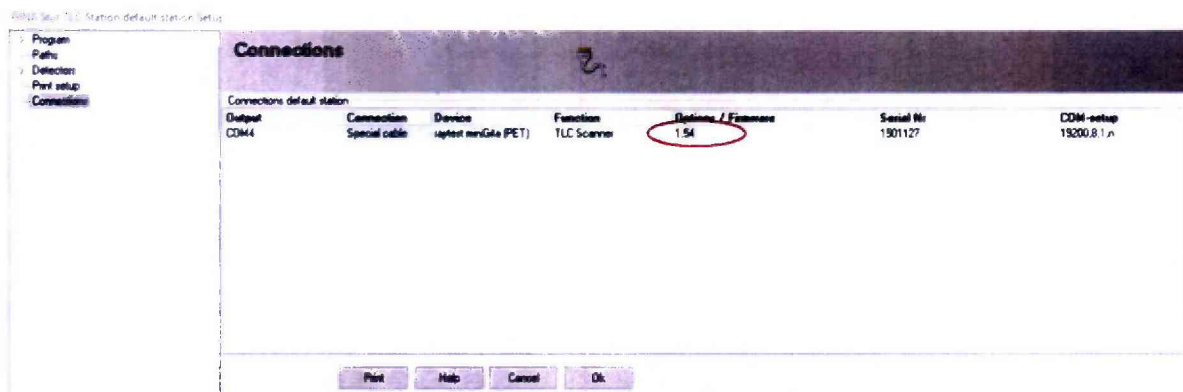 TLC Station default station Setup
Program
Paths
Detectors
Print setup
Connections
Connections
Connections default station
Output Connection Device Function Options / Firmware Serial Nr COM-setup
COM4 Special cable raytest miniGita (PET) TLC Scanner 1.54 1901127 19200,8,1,n
Print Help Cancel Ok